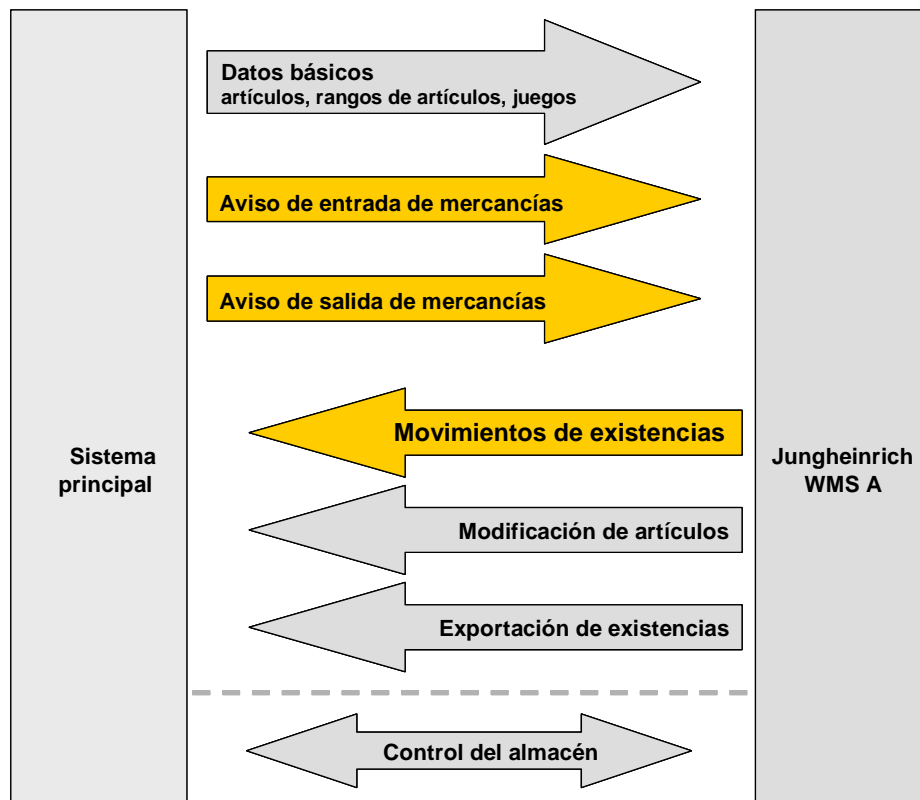 Datos básicos
artículos, rangos de artículos, juegos
Aviso de entrada de mercancías
Aviso de salida de mercancías
Movimientos de existencias
Sistema
principal
Jungheinrich
WMS A
Modificación de artículos
Exportación de existencias
Control del almacén